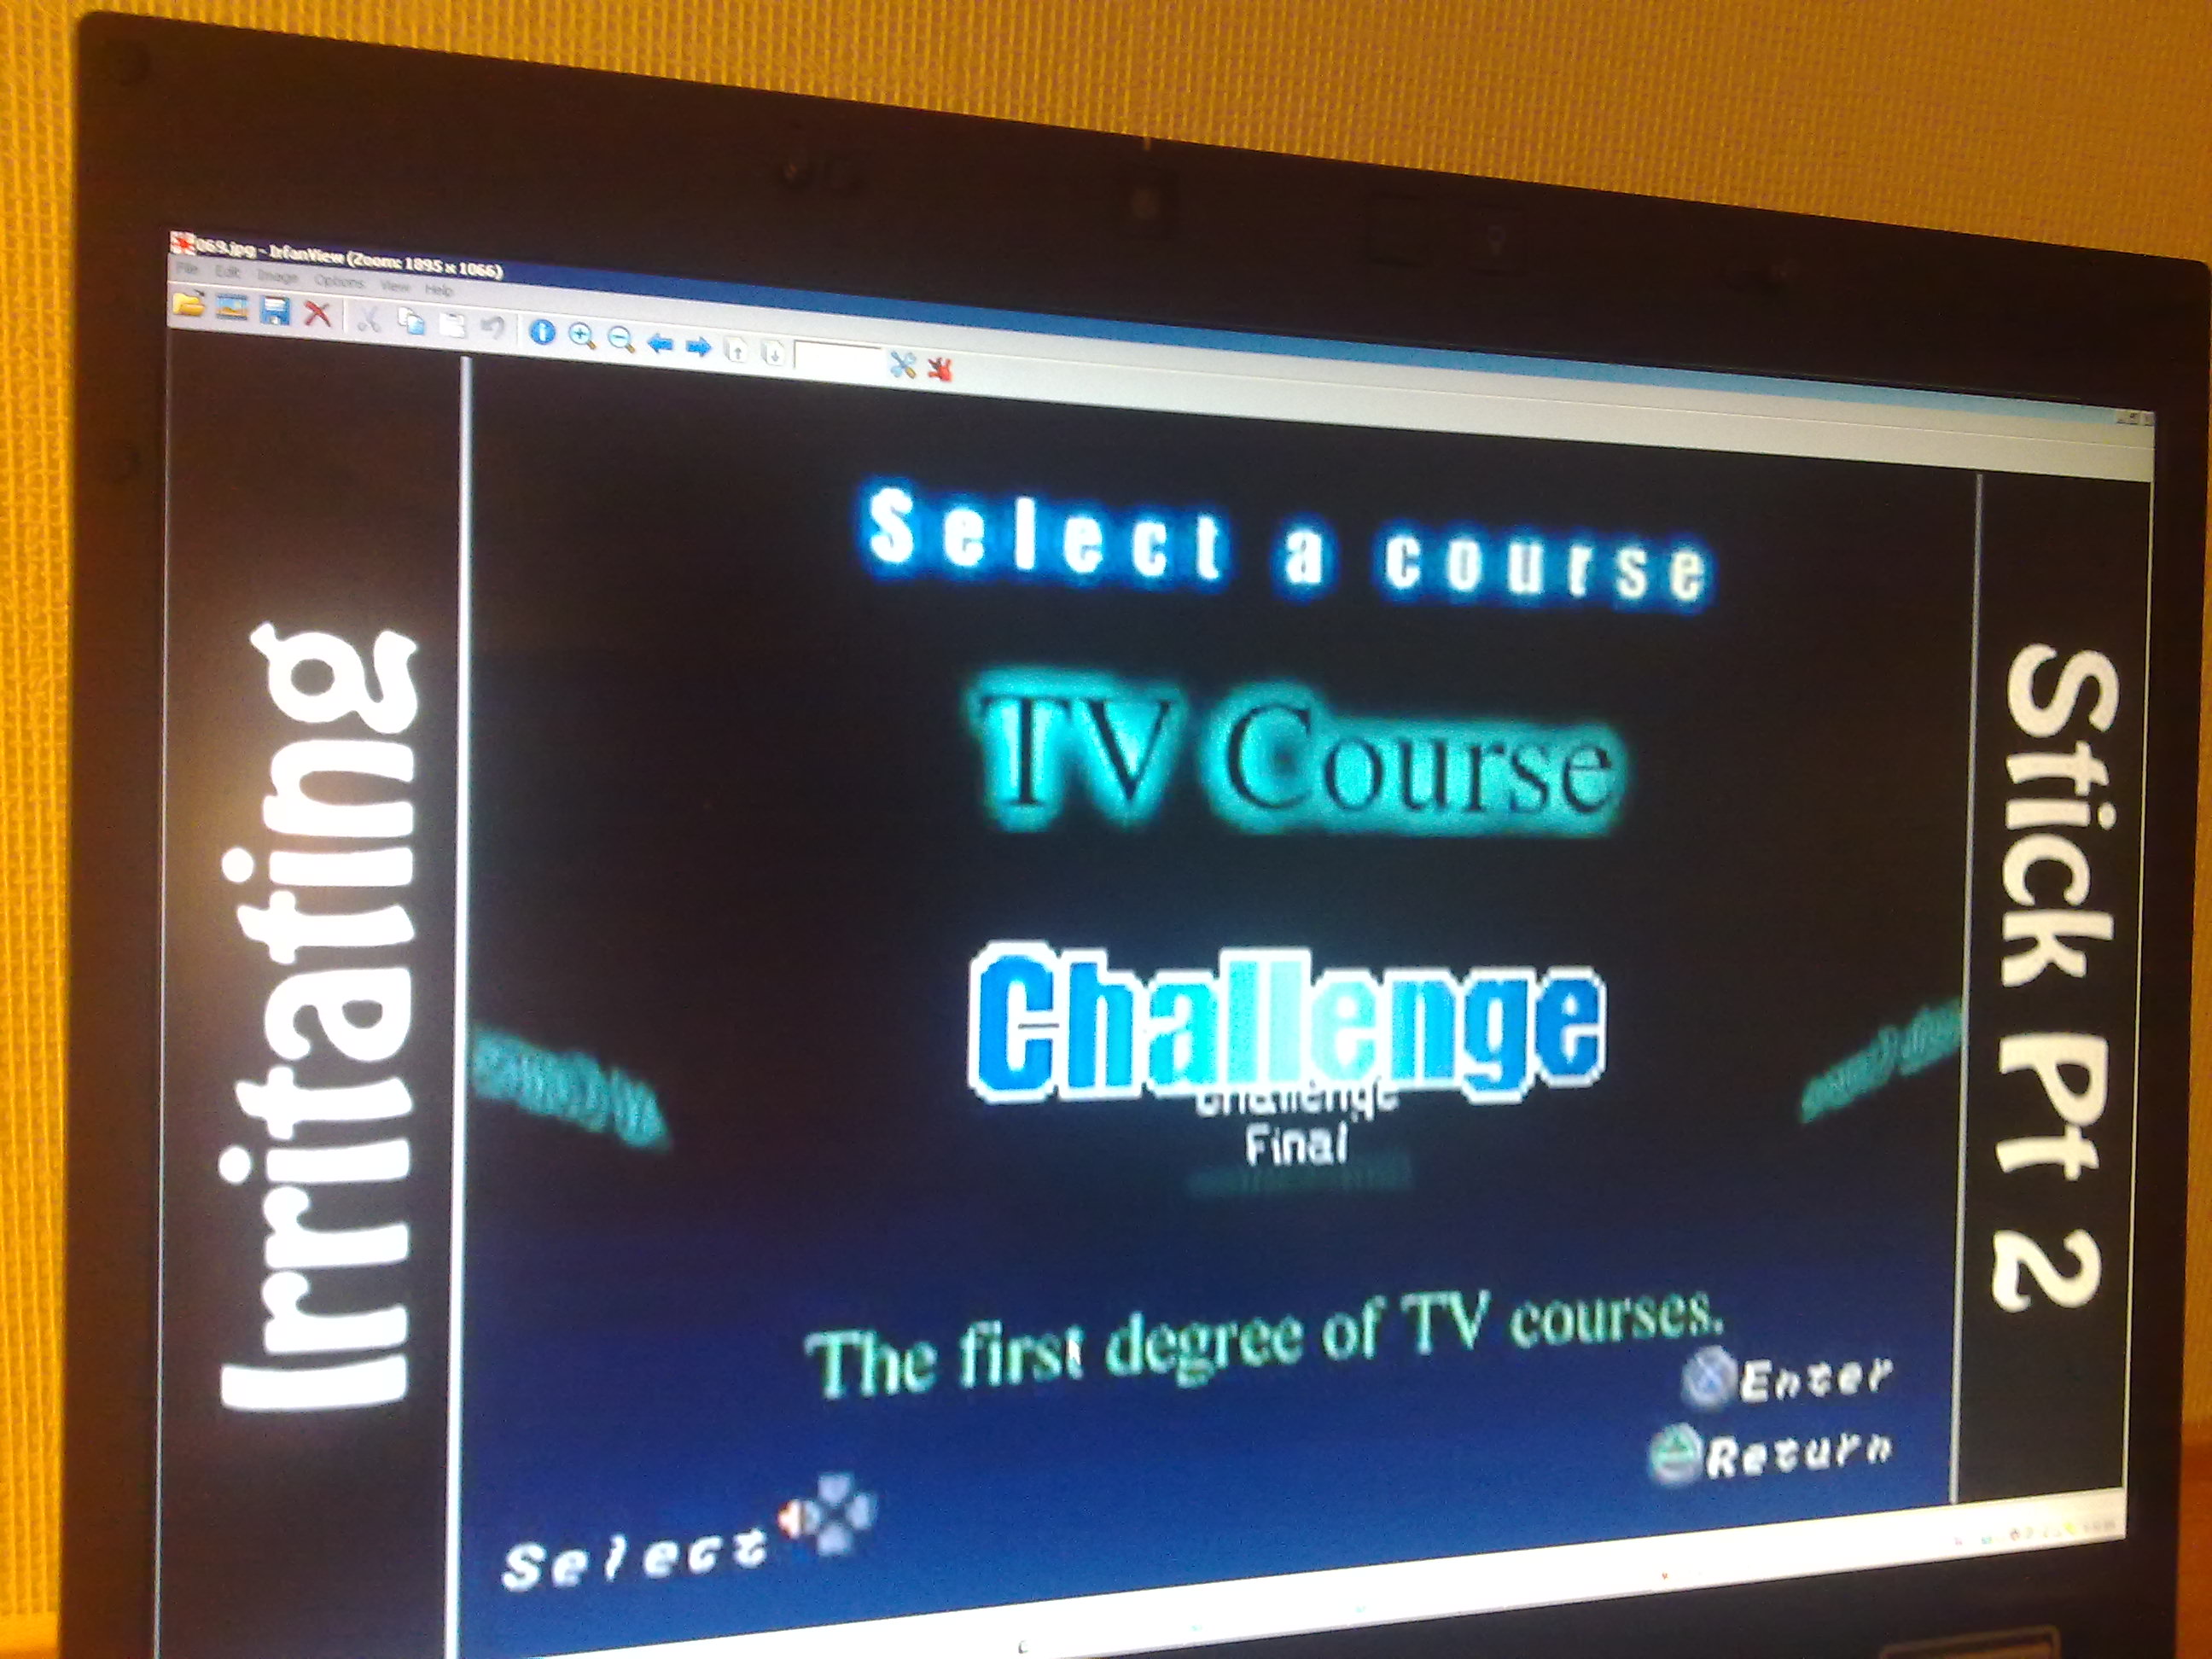 069.jpg - IrfanView (Zoom: 1895 x 1066)
File Edit Image Options View Help
Irritating
Select a course
TV Course
Challenge
Challenge
Final
The first degree of TV courses.
Enter
Return
Select
Stick Pt 2